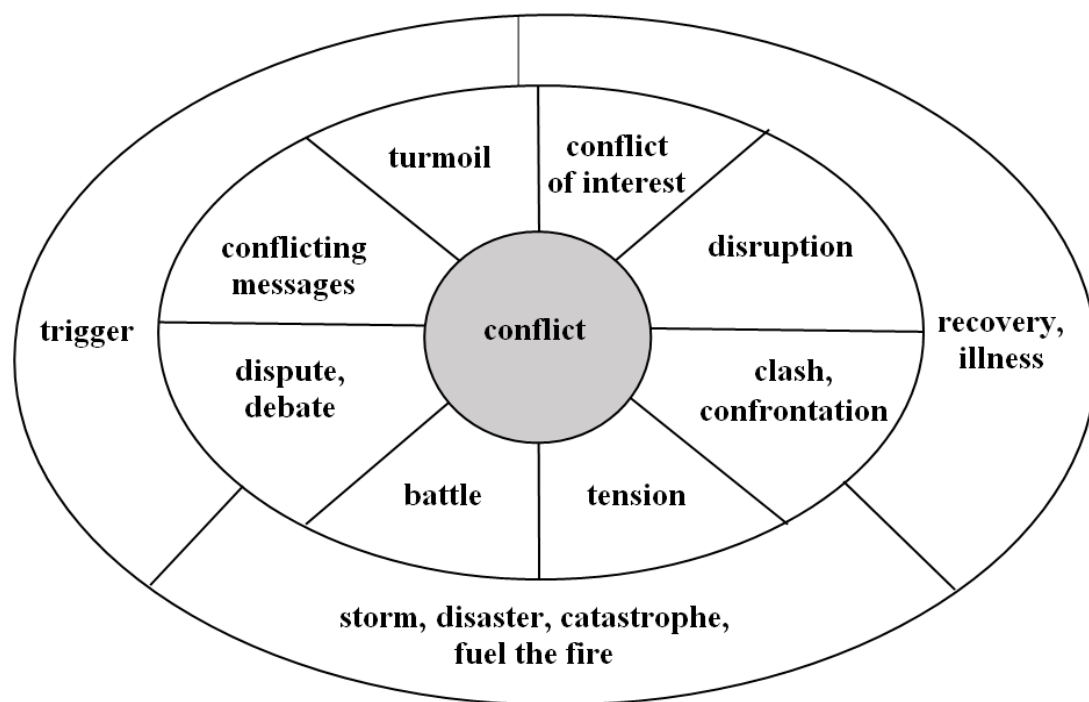 turmoil
conflict
of interest
conflicting
messages
disruption
trigger
conflict
recovery,
illness
dispute,
debate
clash,
confrontation
battle
tension
storm, disaster, catastrophe,
fuel the fire